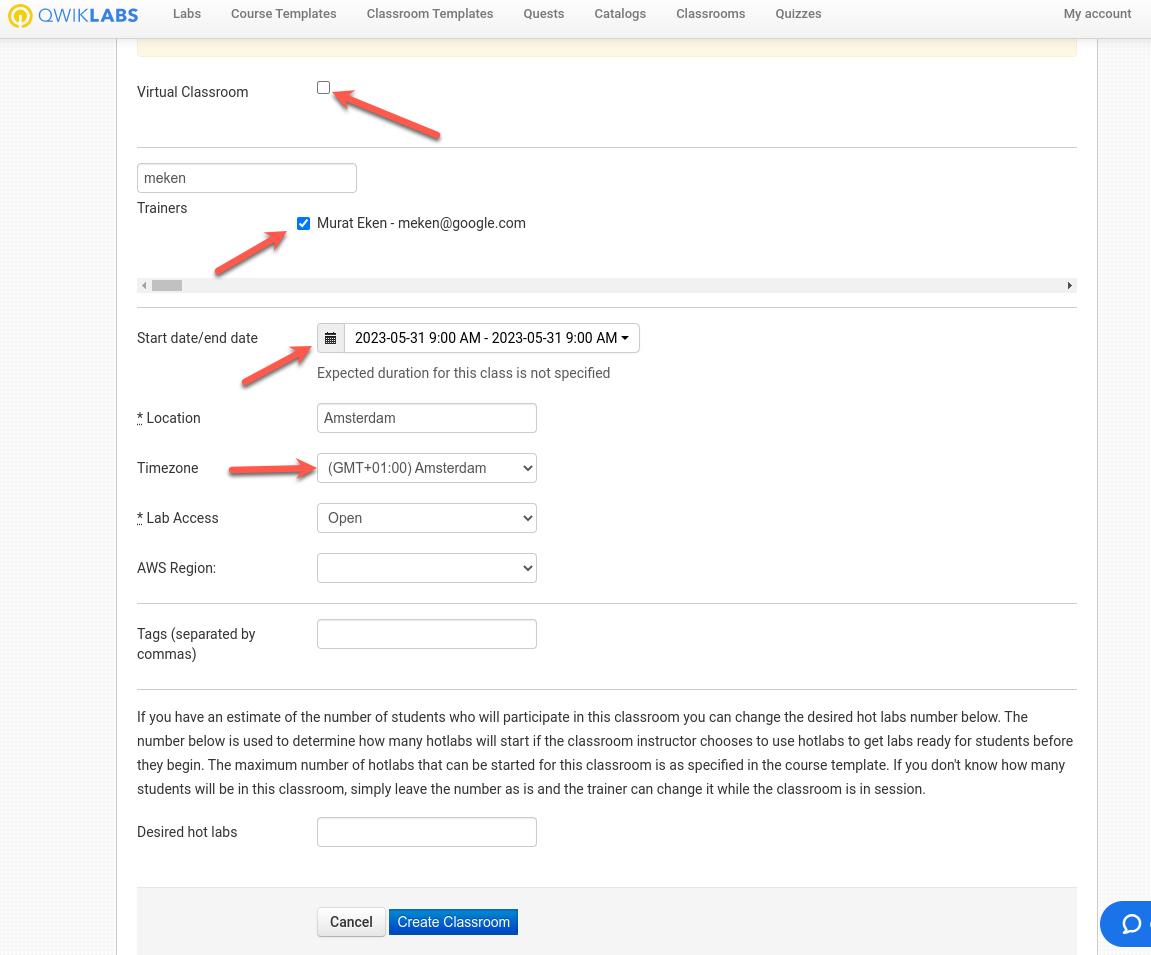 QWIKLABS Labs Course Templates Classroom Templates Quests Catalogs Classrooms Quizzes My account
Virtual Classroom
meken
Trainers
Murat Eken - meken@google.com
Start date/end date 2023-05-31 9:00 AM - 2023-05-31 9:00 AM
Expected duration for this class is not specified
* Location Amsterdam
Timezone (GMT+01:00) Amsterdam
* Lab Access Open
AWS Region:
Tags (separated by
commas)
If you have an estimate of the number of students who will participate in this classroom you can change the desired hot labs number below. The
number below is used to determine how many hotlabs will start if the classroom instructor chooses to use hotlabs to get labs ready for students before
they begin. The maximum number of hotlabs that can be started for this classroom is as specified in the course template. If you don't know how many
students will be in this classroom, simply leave the number as is and the trainer can change it while the classroom is in session.
Desired hot labs
Cancel Create Classroom